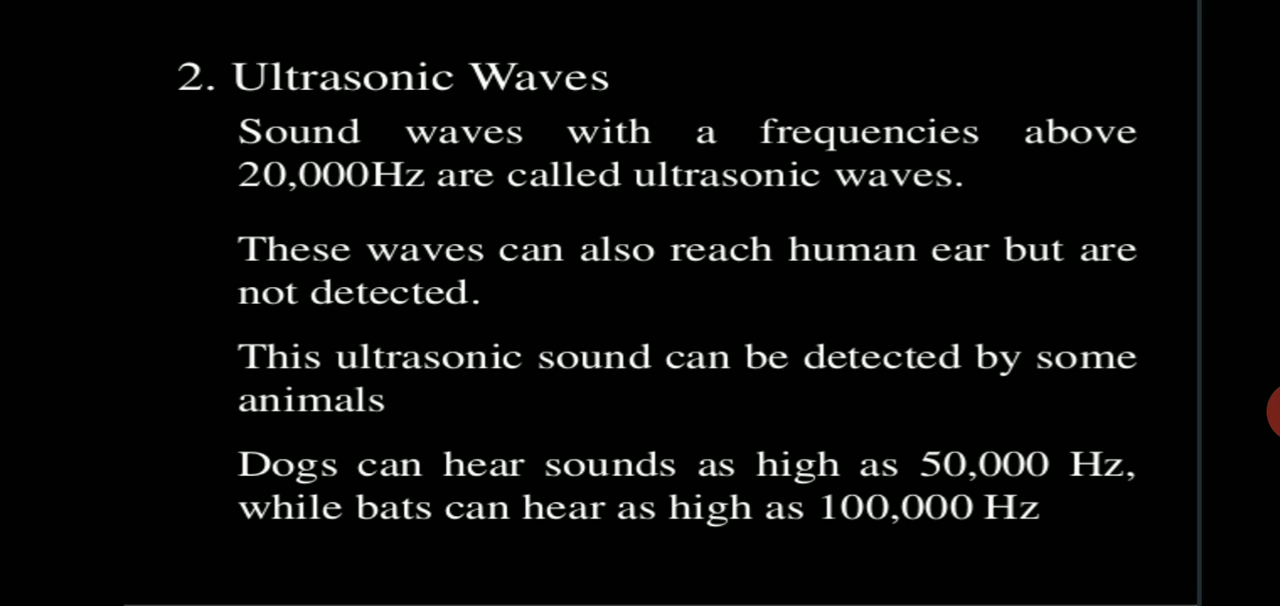 2. Ultrasonic Waves
Sound waves with a frequencies above
20,000Hz are called ultrasonic waves.
These waves can also reach human ear but are
not detected.
This ultrasonic sound can be detected by some
animals
Dogs can hear sounds as high as 50,000 Hz,
while bats can hear as high as 100,000 Hz